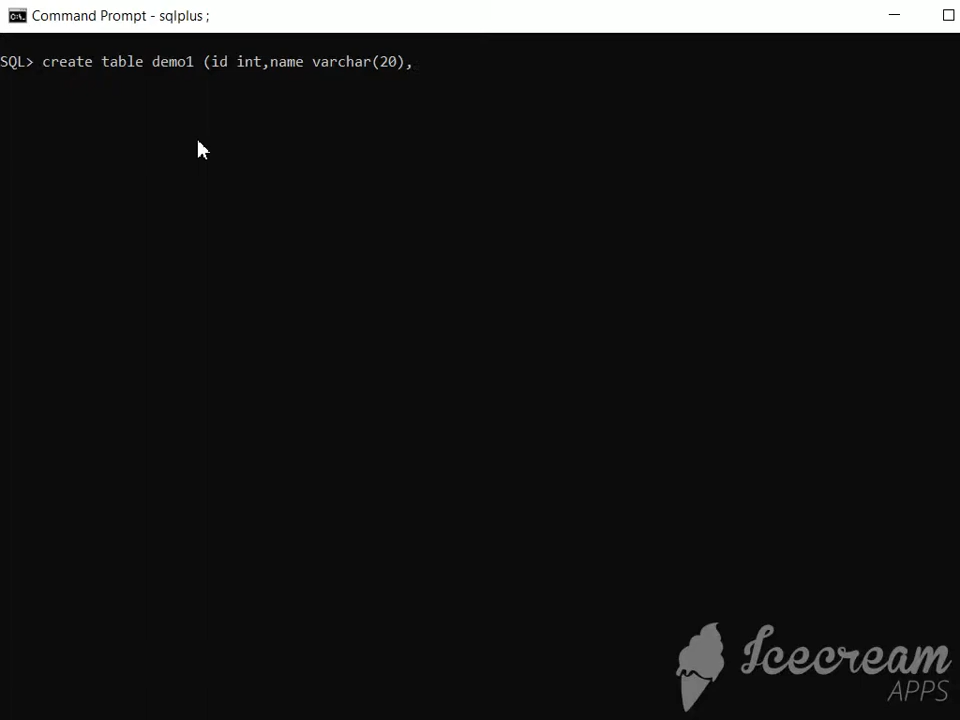 Command Prompt - sqlplus ;
SQL> create table demo1 (id int,name varchar(20),
Icecream
APPS